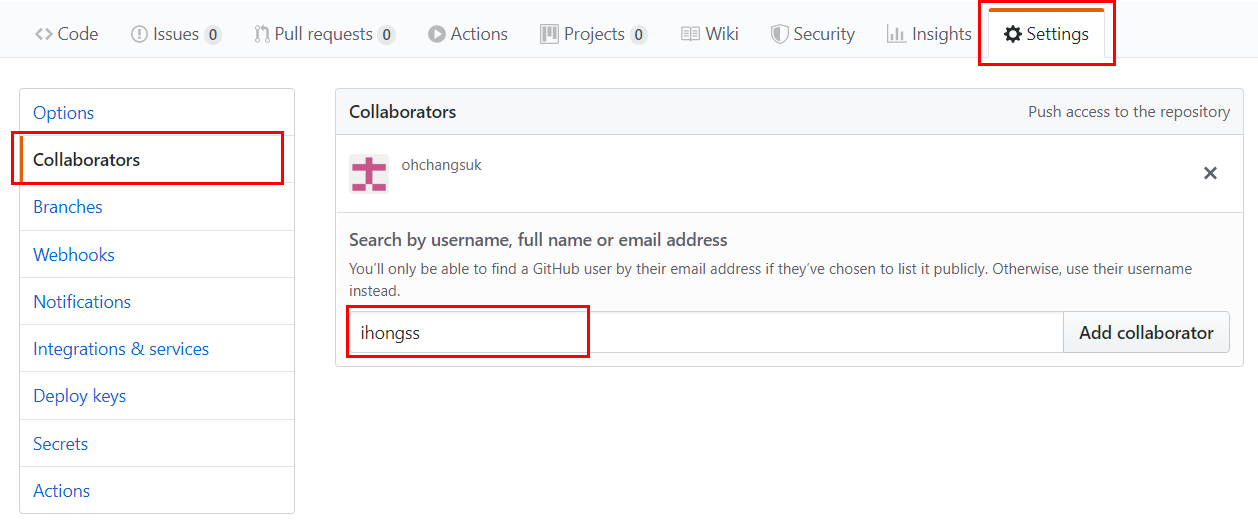 Code Issues 0 Pull requests 0 Actions Projects 0 Wiki Security Insights Settings
Options
Collaborators
Branches
Webhooks
Notifications
Integrations & services
Deploy keys
Secrets
Actions
Collaborators Push access to the repository
ohchangsuk
Search by username, full name or email address
You’ll only be able to find a GitHub user by their email address if they’ve chosen to list it publicly. Otherwise, use their username
instead.
ihongss Add collaborator